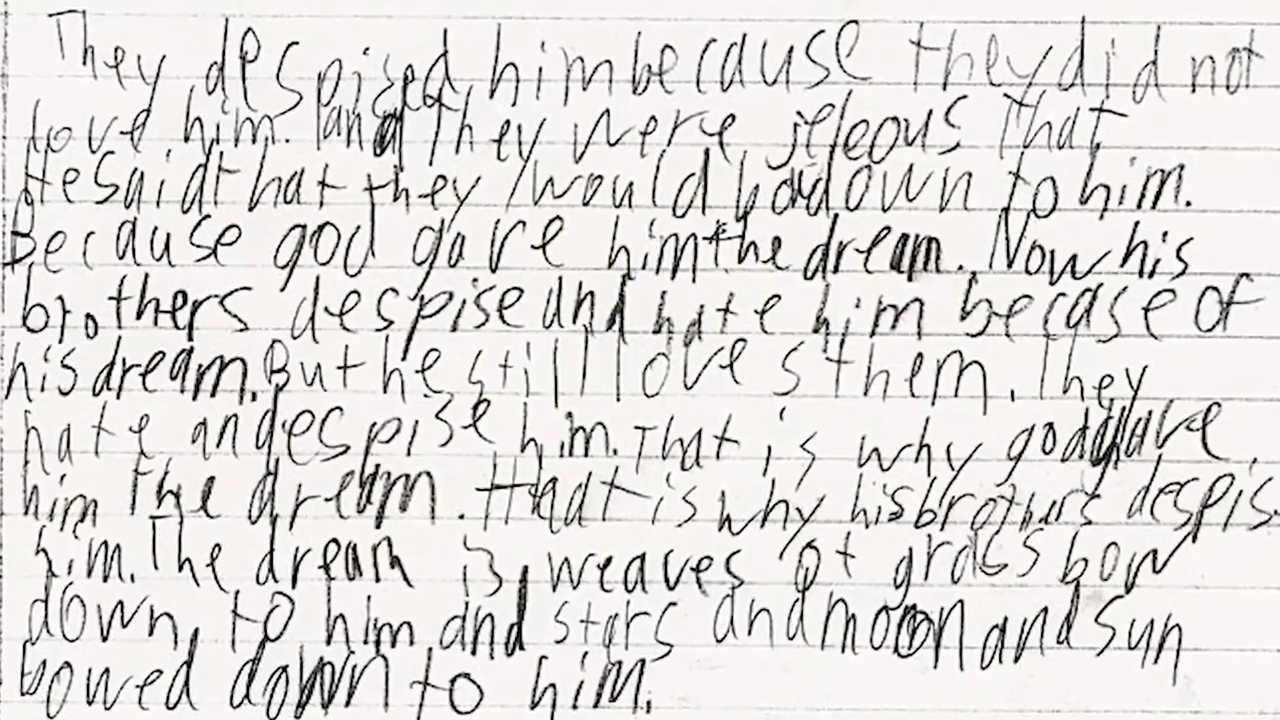 They despised him because they did not
love him. and They were jeleous That
He said that they would bow down to him.
Because god gave him the dream. Now his
brothers despise and hate him becase of
his dream. But he still loves them. They
hate an despise him. That is why god gave
him The dream. that is why his brothers despis
him. The dream is, weaves of grass bow
down, to him and stars and moon and sun
bowed down to him.